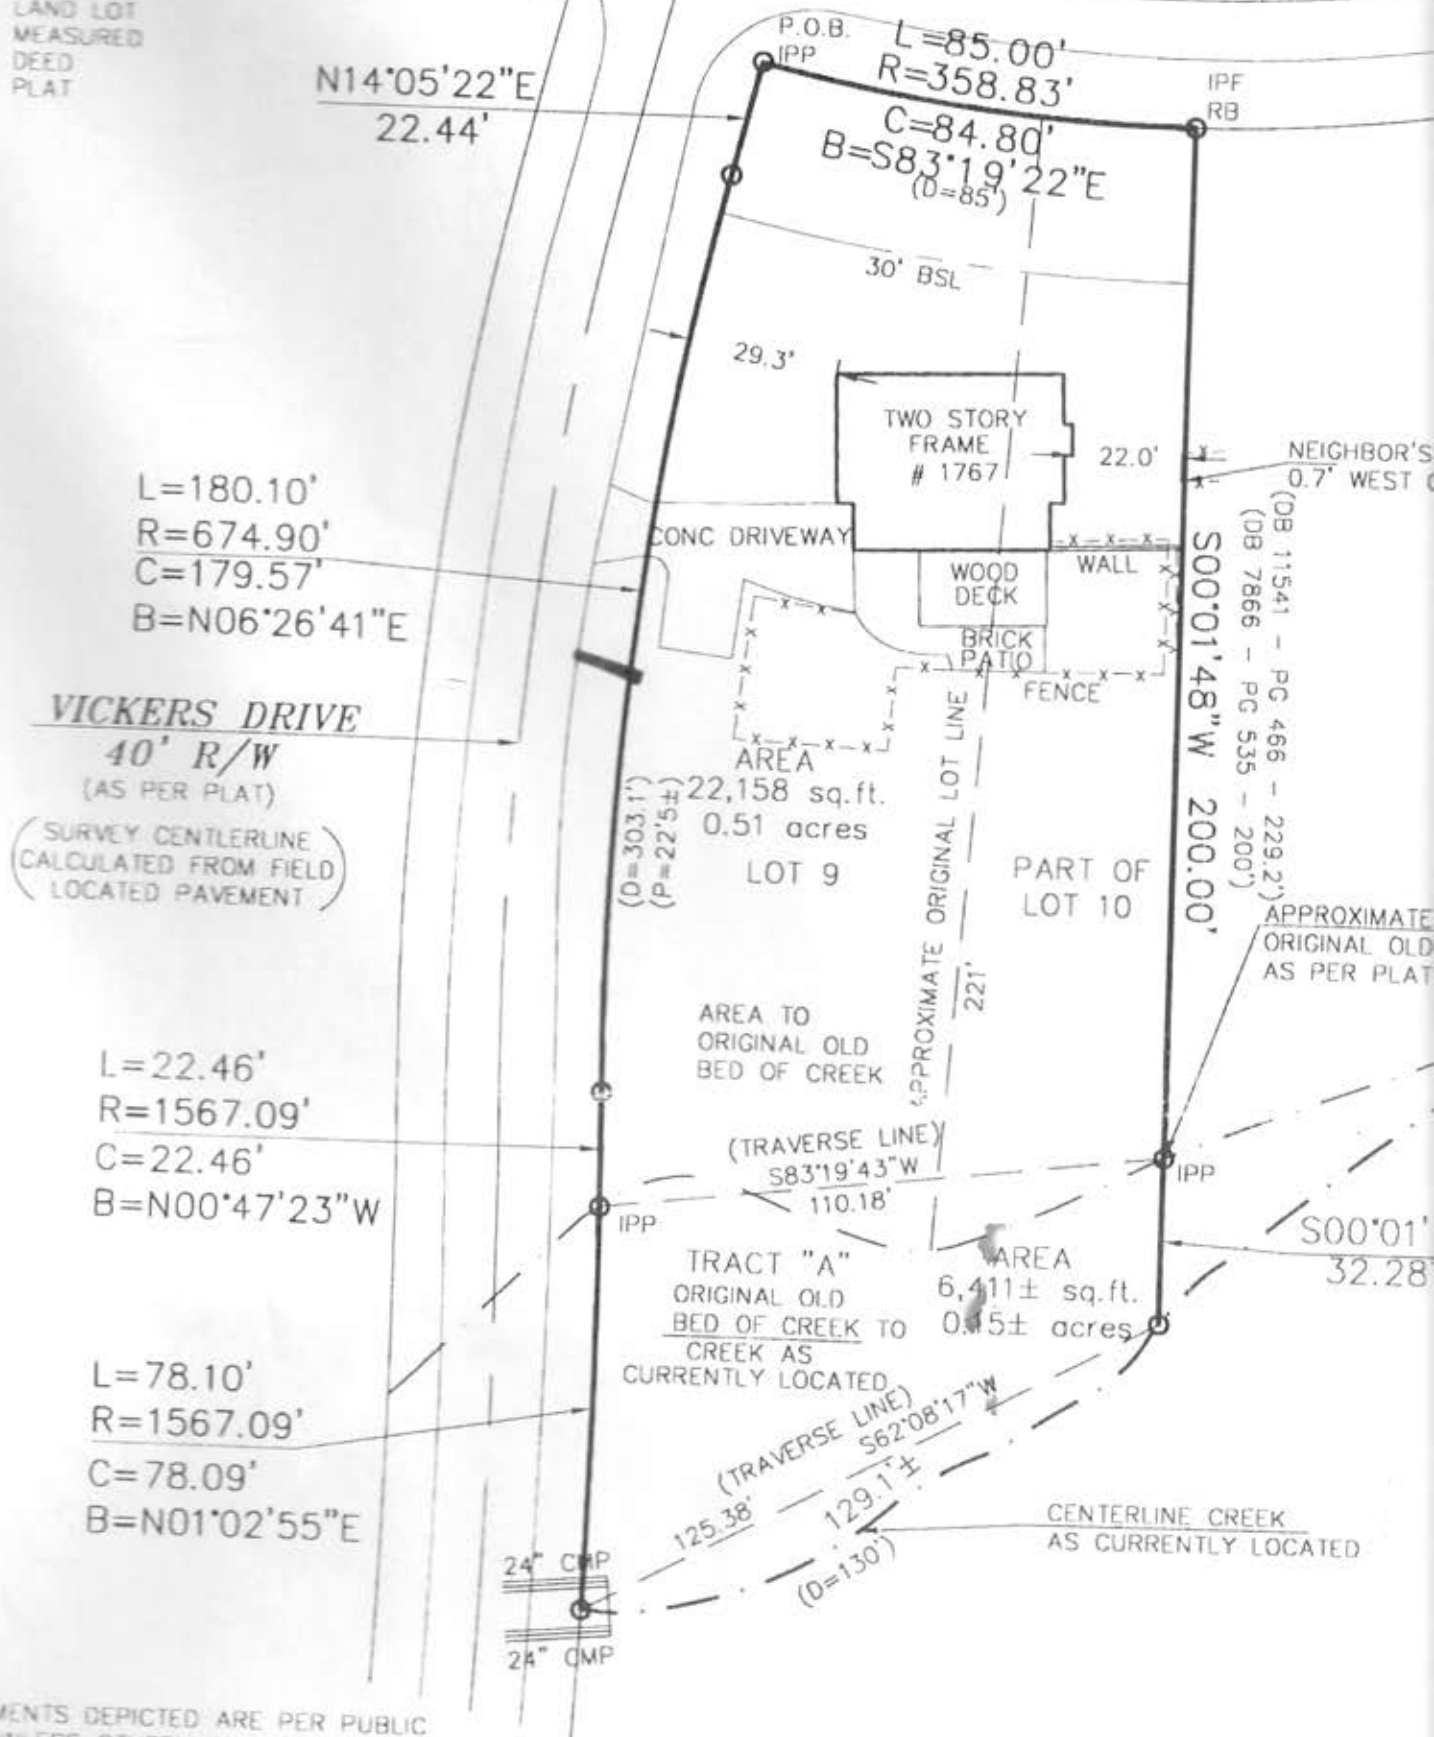 LAND LOT
MEASURED
DEED
PLAT
P.O.B.
IPP
L=85.00'
R=358.83'
C=84.80'
B=S83°19'22"E
(D=85')
IPF
RB
N14°05'22"E
22.44'
30' BSL
29.3'
TWO STORY
FRAME
# 1767
22.0'
NEIGHBOR'S
0.7' WEST
L=180.10'
R=674.90'
C=179.57'
B=N06°26'41"E
CONC DRIVEWAY
WOOD
DECK
WALL
BRICK
PATIO
FENCE
S00°01'48"W 200.00'
(DB 7866 - PG 535 - 200')
(DB 11541 - PG 466 - 229.2')
VICKERS DRIVE
40' R/W
(AS PER PLAT)
(SURVEY CENTLERLINE
CALCULATED FROM FIELD
LOCATED PAVEMENT)
(D=303.1')
(P=22'5±)
AREA
22,158 sq.ft.
0.51 acres
LOT 9
APPROXIMATE ORIGINAL LOT LINE
221'
PART OF
LOT 10
APPROXIMATE
ORIGINAL OLD
AS PER PLAT
AREA TO
ORIGINAL OLD
BED OF CREEK
L=22.46'
R=1567.09'
C=22.46'
B=N00°47'23"W
(TRAVERSE LINE)
S83°19'43"W
110.18'
IPP
IPP
S00°01'
32.28'
TRACT "A"
ORIGINAL OLD
BED OF CREEK TO
CREEK AS
CURRENTLY LOCATED
AREA
6,411± sq.ft.
0.15± acres
L=78.10'
R=1567.09'
C=78.09'
B=N01°02'55"E
(TRAVERSE LINE)
S62°08'17"W
125.38'
129.1'±
(D=130')
CENTERLINE CREEK
AS CURRENTLY LOCATED
24" CMP
24" CMP
DEPICTED ARE PER PUBLIC